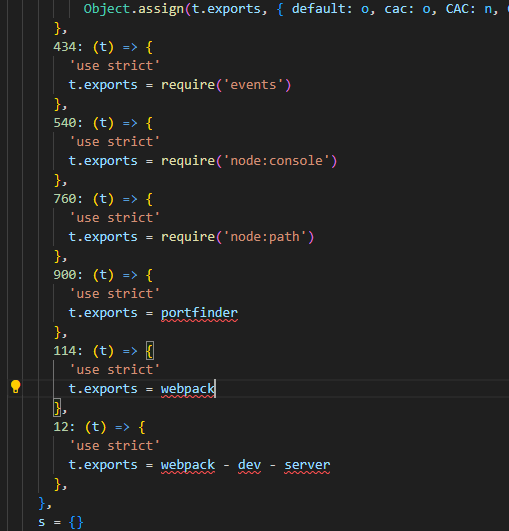 Object.assign(t.exports, { default: o, cac: o, CAC: n,
},
434: (t) => {
'use strict'
t.exports = require('events')
},
540: (t) => {
'use strict'
t.exports = require('node:console')
},
760: (t) => {
'use strict'
t.exports = require('node:path')
},
900: (t) => {
'use strict'
t.exports = portfinder
},
114: (t) => {
'use strict'
t.exports = webpack
},
12: (t) => {
'use strict'
t.exports = webpack - dev - server
},
},
s = {}